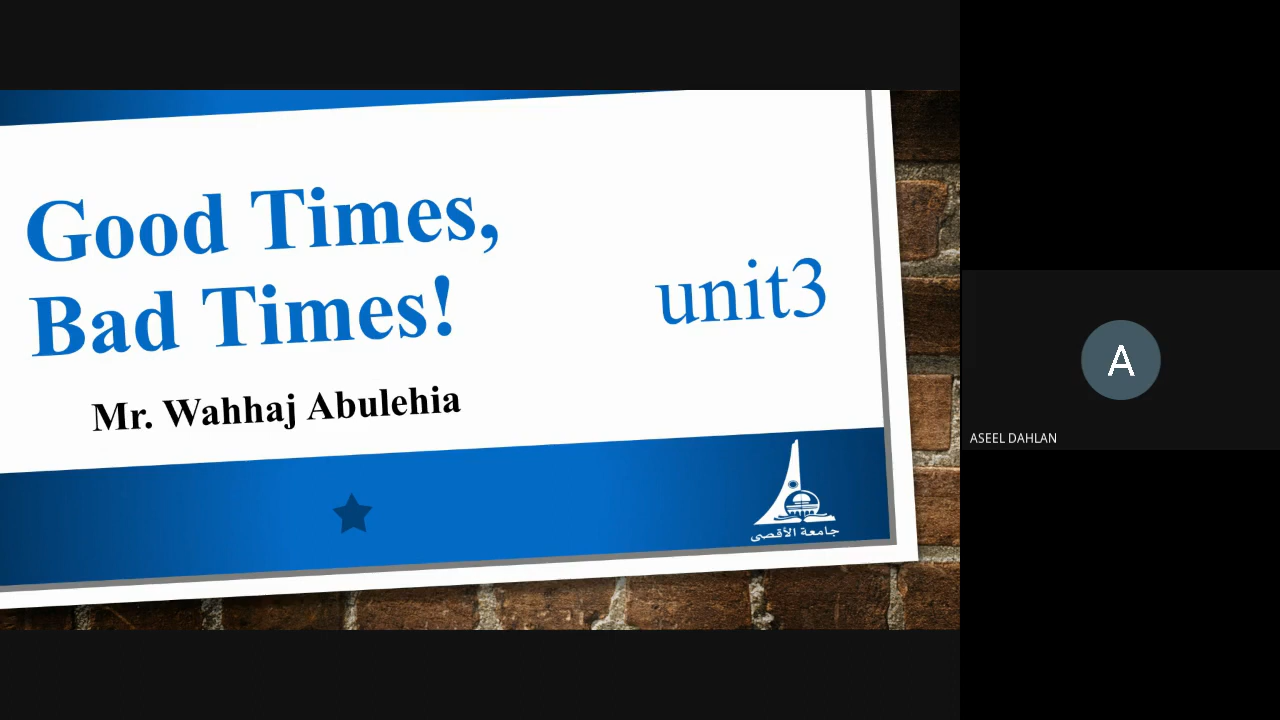 Good Times,
Bad Times!
unit3
Mr. Wahhaj Abulehia
جامعة الأقصى
A
ASEEL DAHLAN